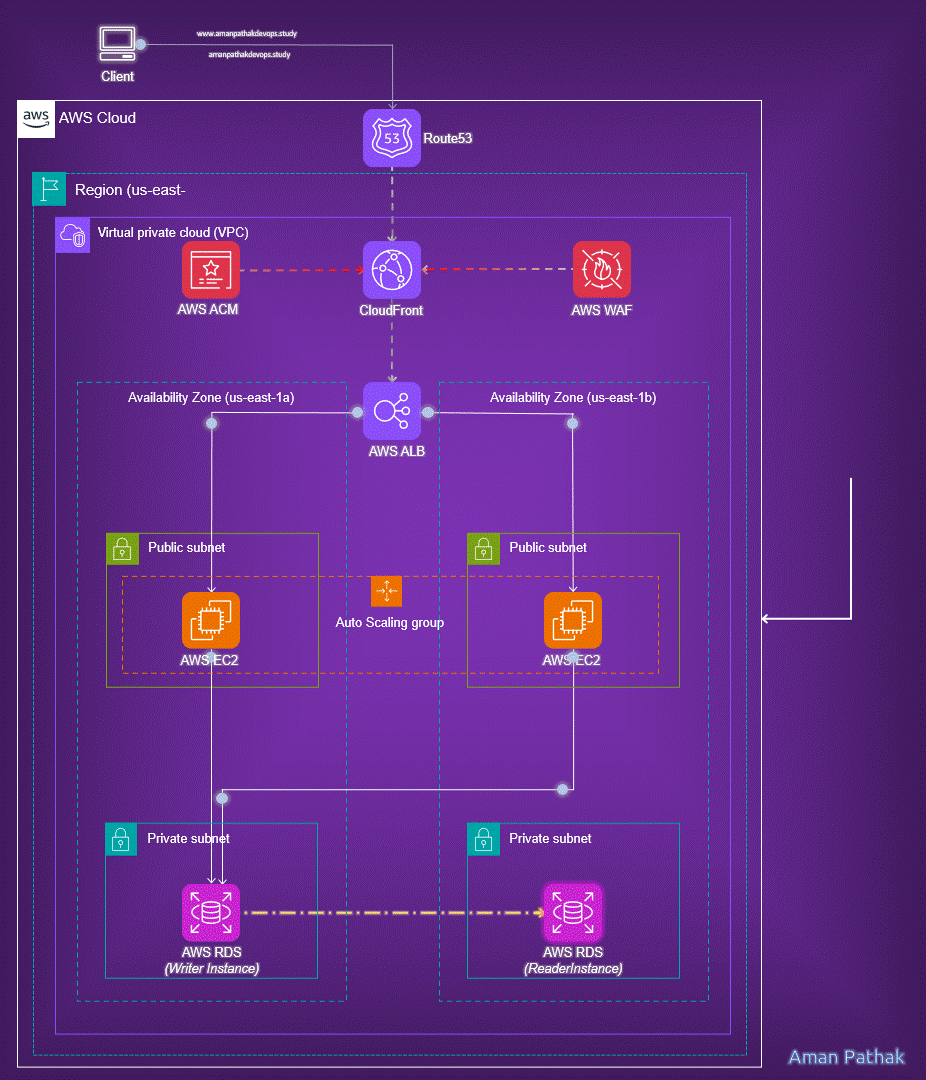 www.amanpathakdevops.study
amanpathakdevops.study
Client
aws
AWS Cloud
53
Route53
Region (us-east-
Virtual private cloud (VPC)
AWS ACM
CloudFront
AWS WAF
Availability Zone (us-east-1a)
Availability Zone (us-east-1b)
AWS ALB
Public subnet
Public subnet
Auto Scaling group
AWS EC2
AWS EC2
Private subnet
Private subnet
AWS RDS
(Writer Instance)
AWS RDS
(ReaderInstance)
Aman Pathak